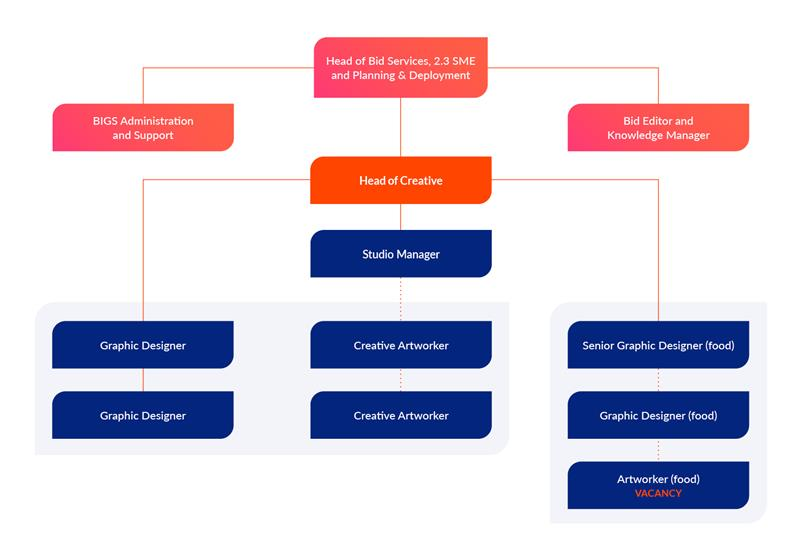 Head of Bid Services, 2.3 SME
and Planning & Deployment
BIGS Administration
and Support
Bid Editor and
Knowledge Manager
Head of Creative
Studio Manager
Graphic Designer
Creative Artworker
Senior Graphic Designer (food)
Graphic Designer
Creative Artworker
Graphic Designer (food)
Artworker (food)
VACANCY